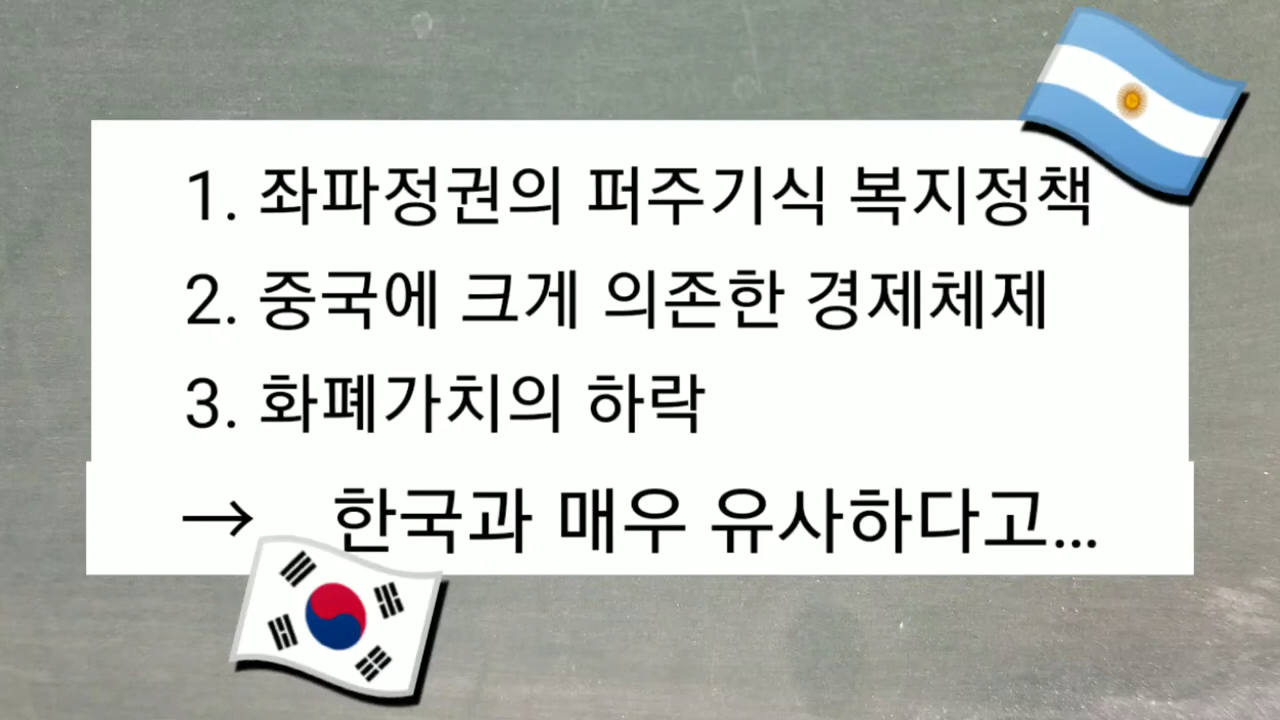 1. 좌파정권의 퍼주기식 복지정책
2. 중국에 크게 의존한 경제체제
3. 화폐가치의 하락
→ 한국과 매우 유사하다고...